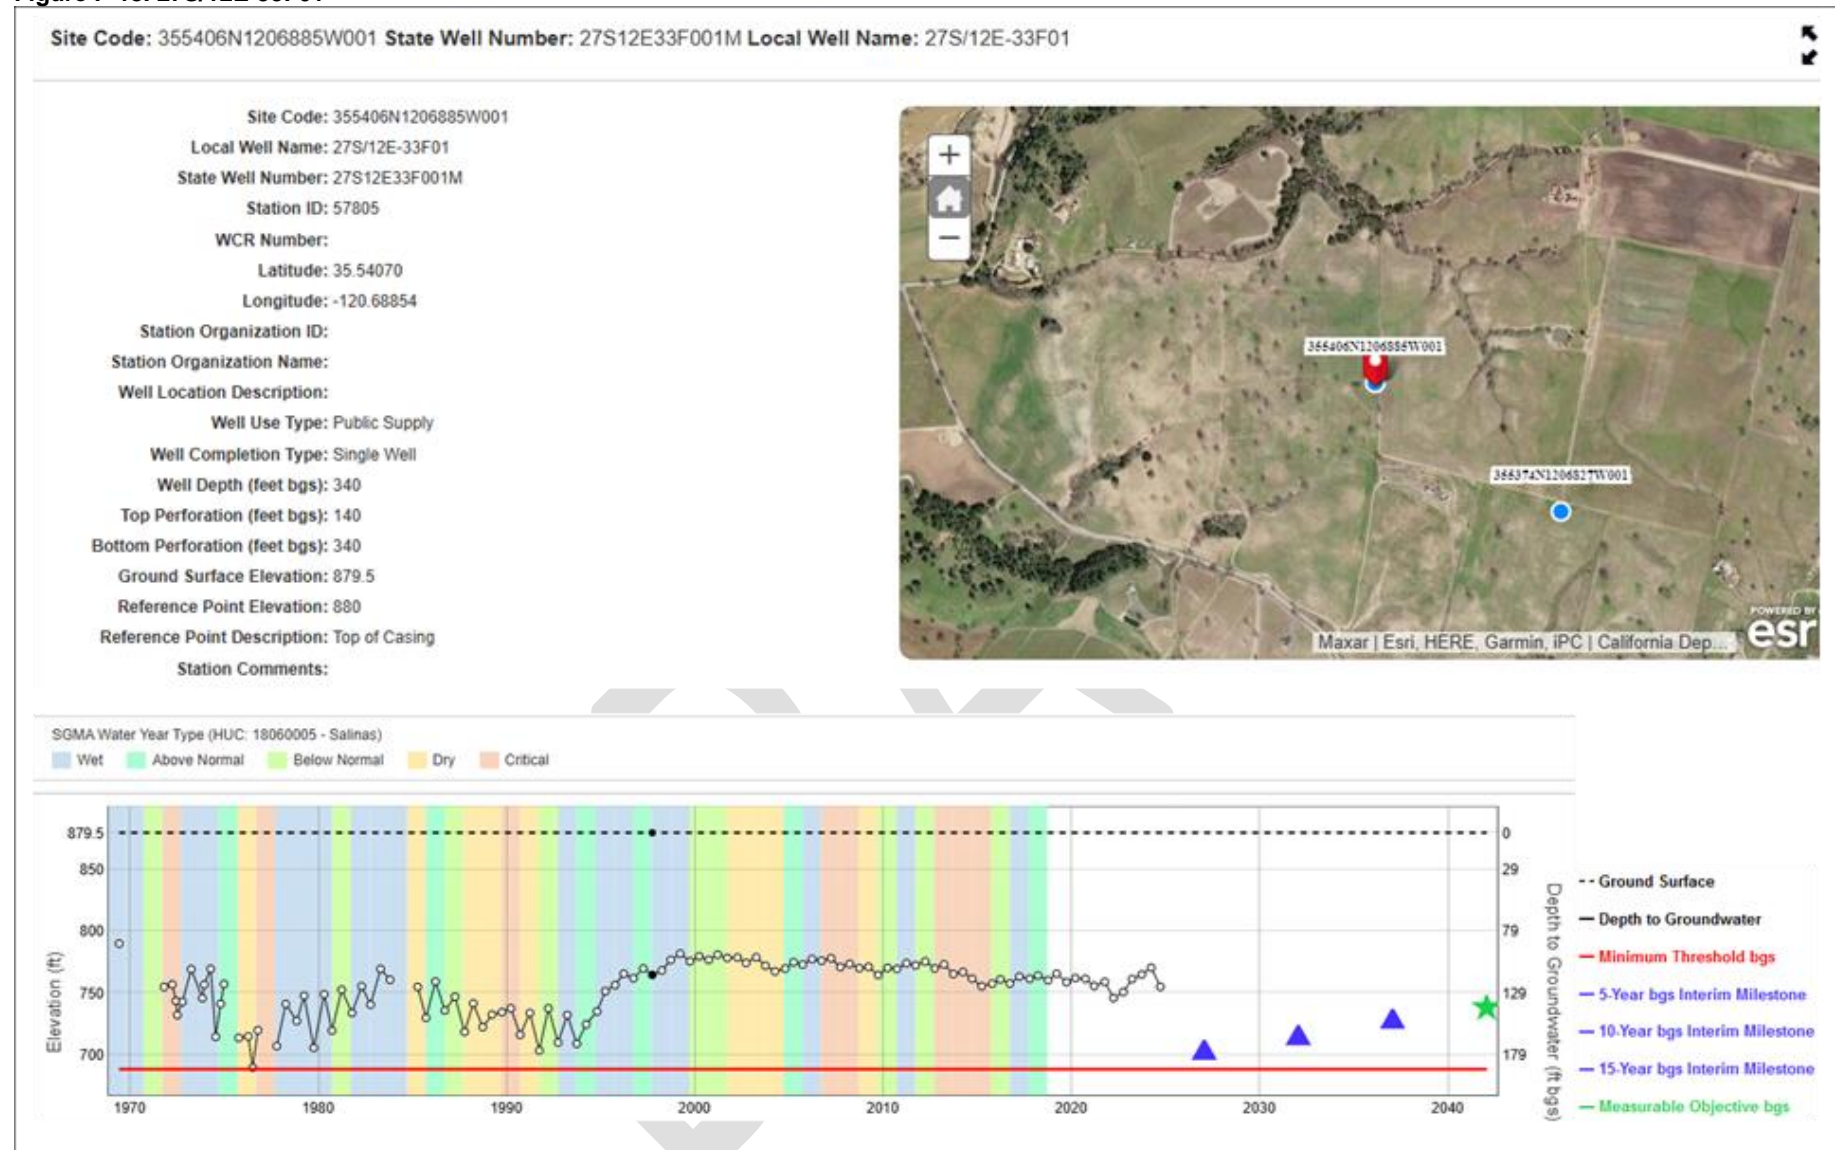 Site Code: 355406N1206885W001 State Well Number: 27S12E33F001M Local Well Name: 27S/12E-33F01
Site Code: 355406N1206885W001
Local Well Name: 27S/12E-33F01
State Well Number: 27S12E33F001M
Station ID: 57805
WCR Number:
Latitude: 35.54070
Longitude: -120.68854
Station Organization ID:
Station Organization Name:
Well Location Description:
Well Use Type: Public Supply
Well Completion Type: Single Well
Well Depth (feet bgs): 340
Top Perforation (feet bgs): 140
Bottom Perforation (feet bgs): 340
Ground Surface Elevation: 879.5
Reference Point Elevation: 880
Reference Point Description: Top of Casing
Station Comments:
+
−
355406N1206885W001
355374N1206827W001
POWERED BY
esr
Maxar | Esri, HERE, Garmin, iPC | California Dep...
SGMA Water Year Type (HUC: 18060005 - Salinas)
Wet Above Normal Below Normal Dry Critical
Elevation (ft)
879.5
850
800
750
700
0
29
79
129
179
Depth to Groundwater (ft bgs)
1970 1980 1990 2000 2010 2020 2030 2040
Ground Surface
Depth to Groundwater
Minimum Threshold bgs
5-Year bgs Interim Milestone
10-Year bgs Interim Milestone
15-Year bgs Interim Milestone
Measurable Objective bgs